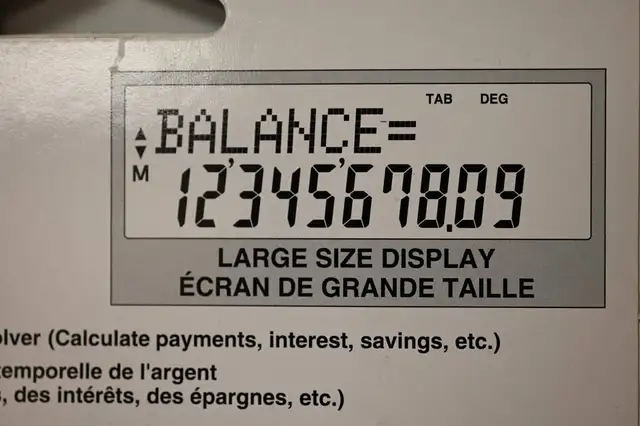 TAB DEG
BALANCE=
M
12'345'678.09
LARGE SIZE DISPLAY
ÉCRAN DE GRANDE TAILLE
olver (Calculate payments, interest, savings, etc.)
temporelle de l'argent
, des intérêts, des épargnes, etc.)